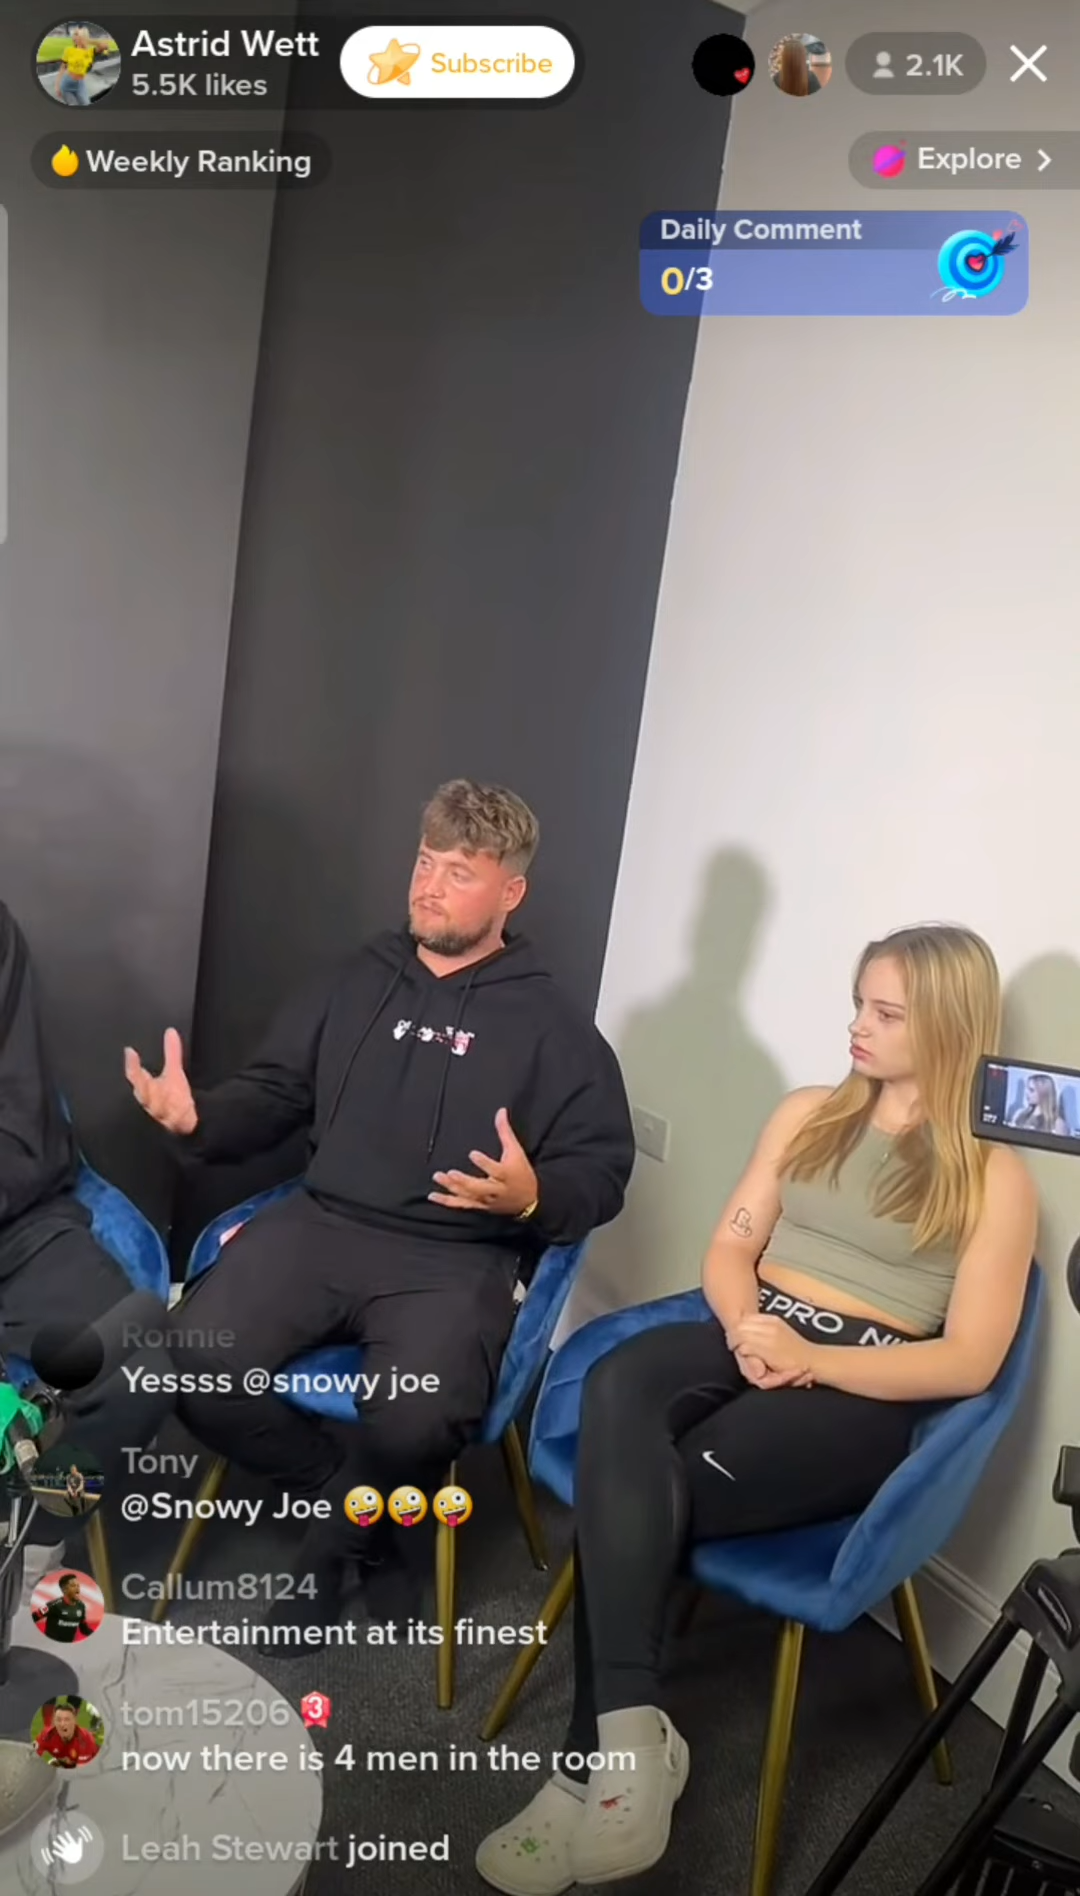 Astrid Wett
5.5K likes
Subscribe
2.1K
Weekly Ranking
Explore
Daily Comment
0/3
PRO NI
Ronnie
Yessss @snowy joe
Tony
@Snowy Joe 🤪🤪🤪
Callum8124
Entertainment at its finest
tom15206 3
now there is 4 men in the room
Leah Stewart joined